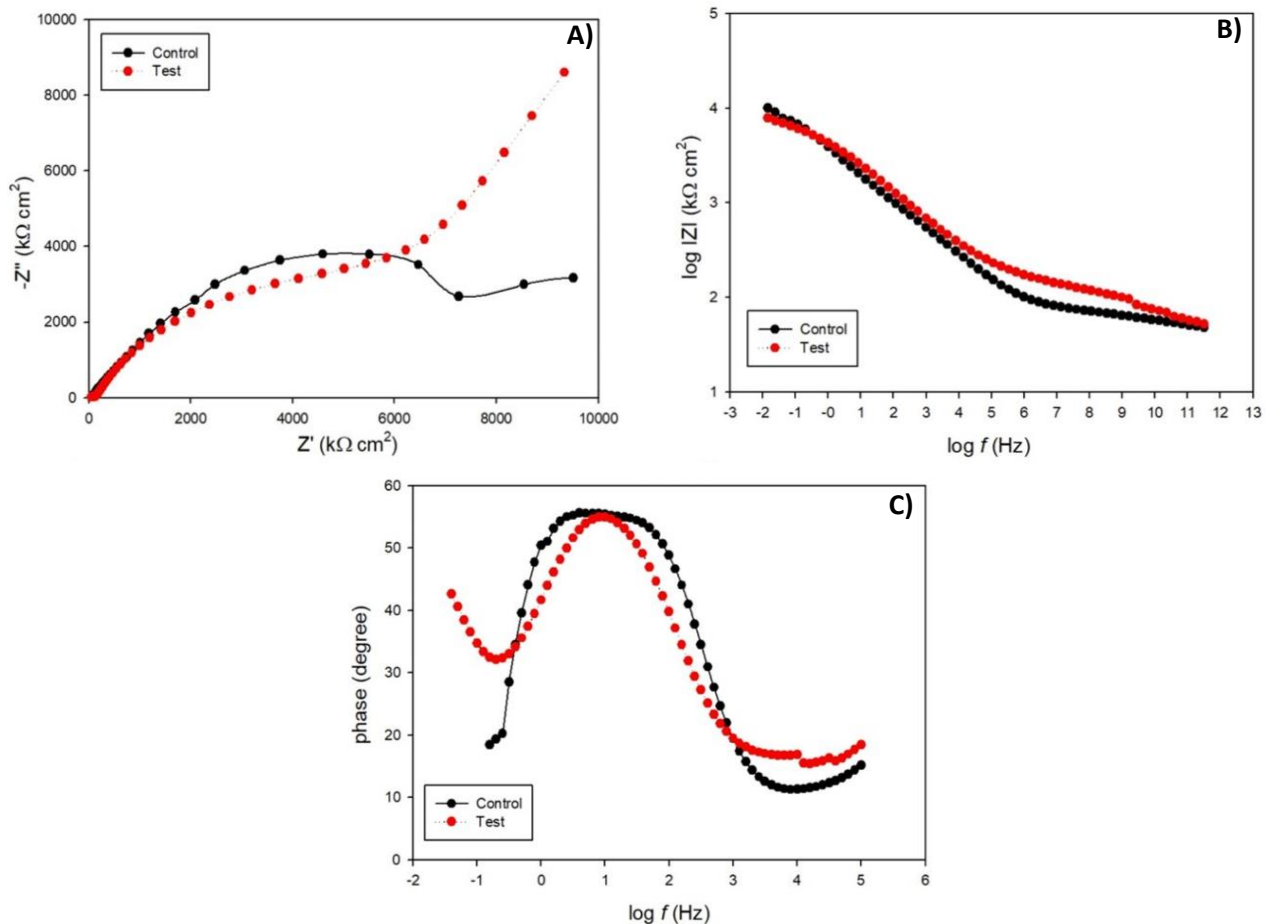 A)
10000
8000
6000
4000
2000
0
-Z'' (kΩ cm²)
Control
Test
0 2000 4000 6000 8000 10000
Z' (kΩ cm²)
B)
5
4
3
2
1
log |Z| (kΩ cm²)
Control
Test
-3 -2 -1 -0 1 2 3 4 5 6 7 8 9 10 11 12 13
log f (Hz)
C)
60
50
40
30
20
10
0
phase (degree)
Control
Test
-2 -1 0 1 2 3 4 5 6
log f (Hz)